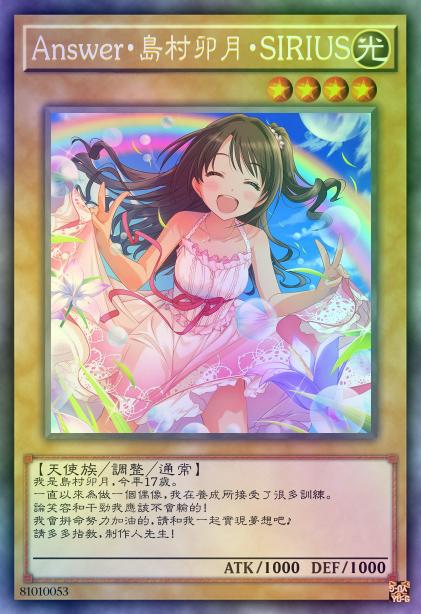 Answer・島村卯月・SIRIUS
光
【天使族／調整／通常】
我是島村卯月,今年17歲。
一直以來為做一個偶像,我在養成所接受了很多訓練。
論笑容和干勁我應該不會輸的!
我會拚命努力加油的,請和我一起實現夢想吧♪
請多多指教,制作人先生!
ATK/1000 DEF/1000
81010053